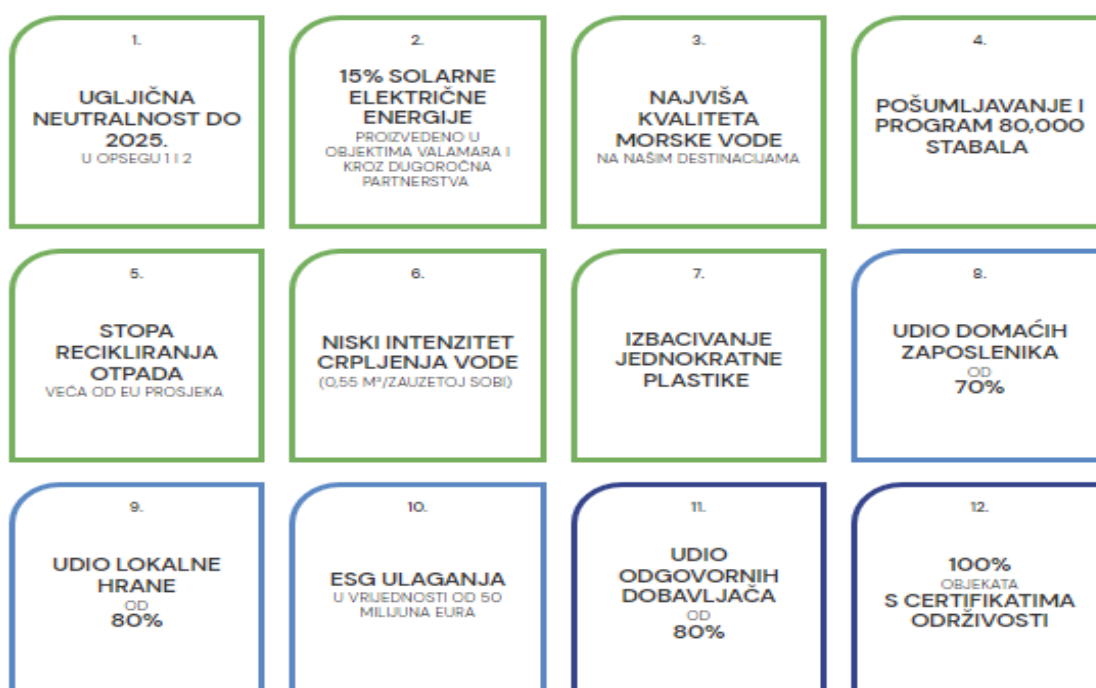 1.
UGLJIČNA
NEUTRALNOST DO
2025.
U OPSEGU 1 I 2
2.
15% SOLARNE
ELEKTRIČNE
ENERGIJE
PROIZVEDENO U
OBJEKTIMA VALAMARA I
KROZ DUGOROČNA
PARTNERSTVA
3.
NAJVIŠA
KVALITETA
MORSKE VODE
NA NAŠIM DESTINACIJAMA
4.
POŠUMLJAVANJE I
PROGRAM 80,000
STABALA
5.
STOPA
RECIKLIRANJA
OTPADA
VEĆA OD EU PROSJEKA
6.
NISKI INTENZITET
CRPLJENJA VODE
(0,55 M³/ZAUZETOJ SOBI)
7.
IZBACIVANJE
JEDNOKRATNE
PLASTIKE
8.
UDIO DOMAĆIH
ZAPOSLENIKA
OD
70%
9.
UDIO LOKALNE
HRANE
OD
80%
10.
ESG ULAGANJA
U VRIJEDNOSTI OD 50
MILIJUNA EURA
11.
UDIO
ODGOVORNIH
DOBAVLJAČA
OD
80%
12.
100%
OBJEKATA
S CERTIFIKATIMA
ODRŽIVOSTI